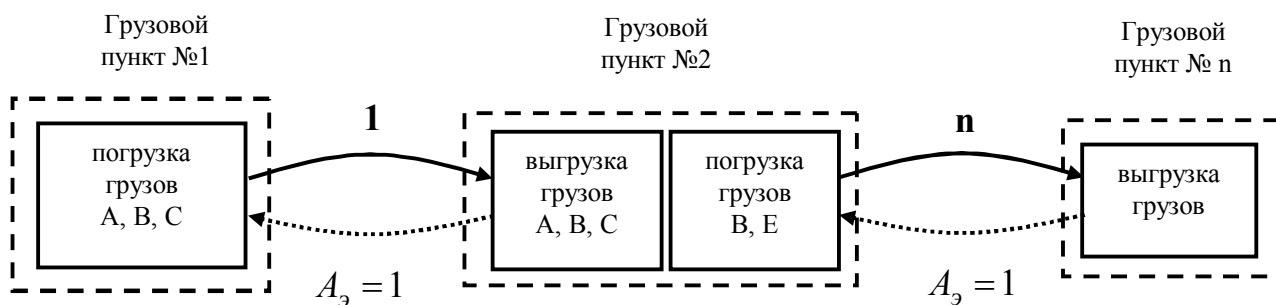 Грузовой
пункт №1
Грузовой
пункт №2
Грузовой
пункт № n
1
n
погрузка
грузов
А, В, С
выгрузка
грузов
А, В, С
погрузка
грузов
В, Е
выгрузка
грузов
Aэ = 1
Aэ = 1